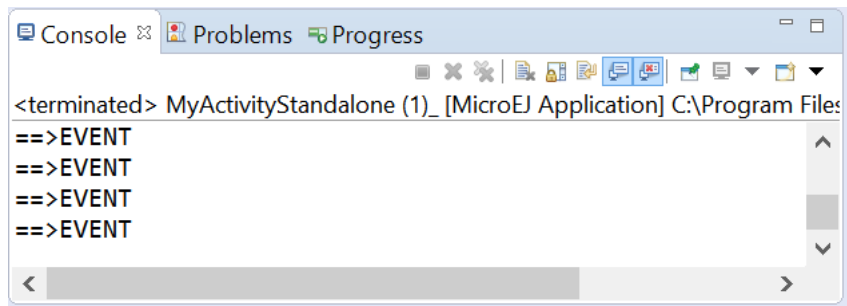 Console Problems Progress
<terminated> MyActivityStandalone (1)_ [MicroEJ Application] C:\Program Files
==>EVENT
==>EVENT
==>EVENT
==>EVENT